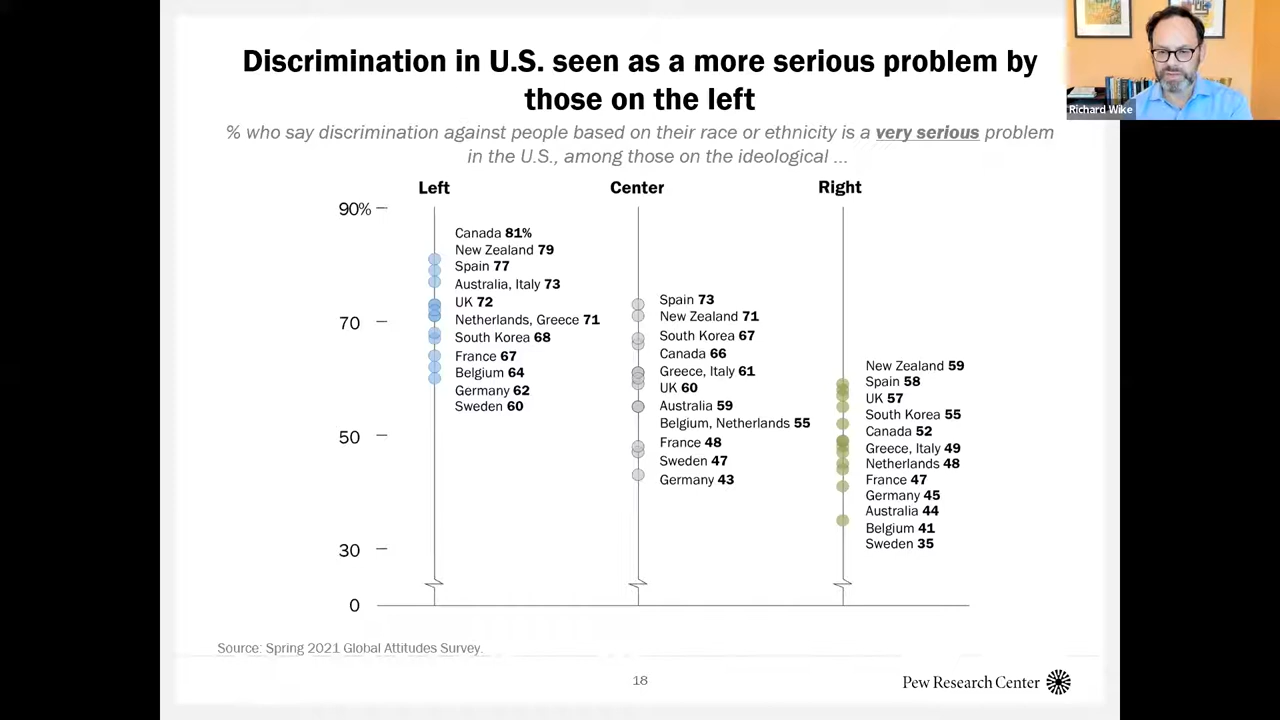 Discrimination in U.S. seen as a more serious problem by
those on the left
% who say discrimination against people based on their race or ethnicity is a very serious problem
in the U.S., among those on the ideological ...
Left
Center
Right
90%
70
50
30
0
Canada 81%
New Zealand 79
Spain 77
Australia, Italy 73
UK 72
Netherlands, Greece 71
South Korea 68
France 67
Belgium 64
Germany 62
Sweden 60
Spain 73
New Zealand 71
South Korea 67
Canada 66
Greece, Italy 61
UK 60
Australia 59
Belgium, Netherlands 55
France 48
Sweden 47
Germany 43
New Zealand 59
Spain 58
UK 57
South Korea 55
Canada 52
Greece, Italy 49
Netherlands 48
France 47
Germany 45
Australia 44
Belgium 41
Sweden 35
Source: Spring 2021 Global Attitudes Survey.
18
Pew Research Center
Richard Wike